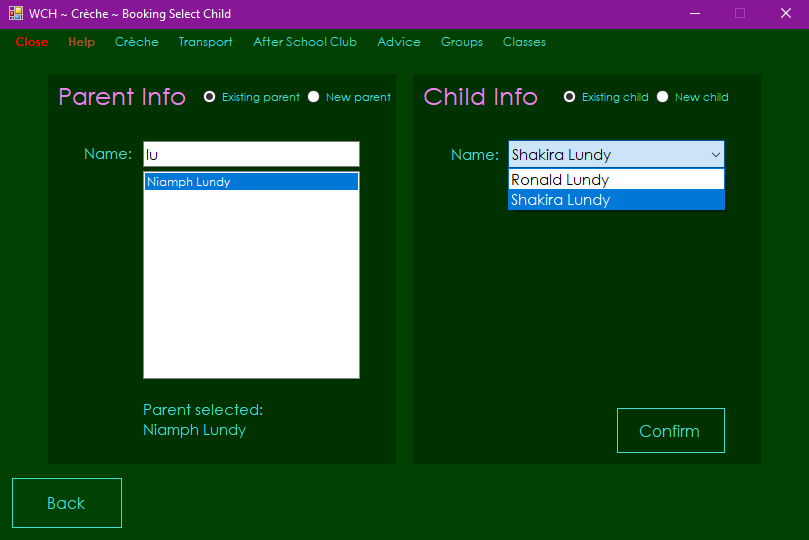 WCH ~ Crèche ~ Booking Select Child
Close Help Crèche Transport After School Club Advice Groups Classes
Parent Info Existing parent New parent
Name: lu
Niamph Lundy
Parent selected:
Niamph Lundy
Child Info Existing child New child
Name: Shakira Lundy
Ronald Lundy
Shakira Lundy
Confirm
Back